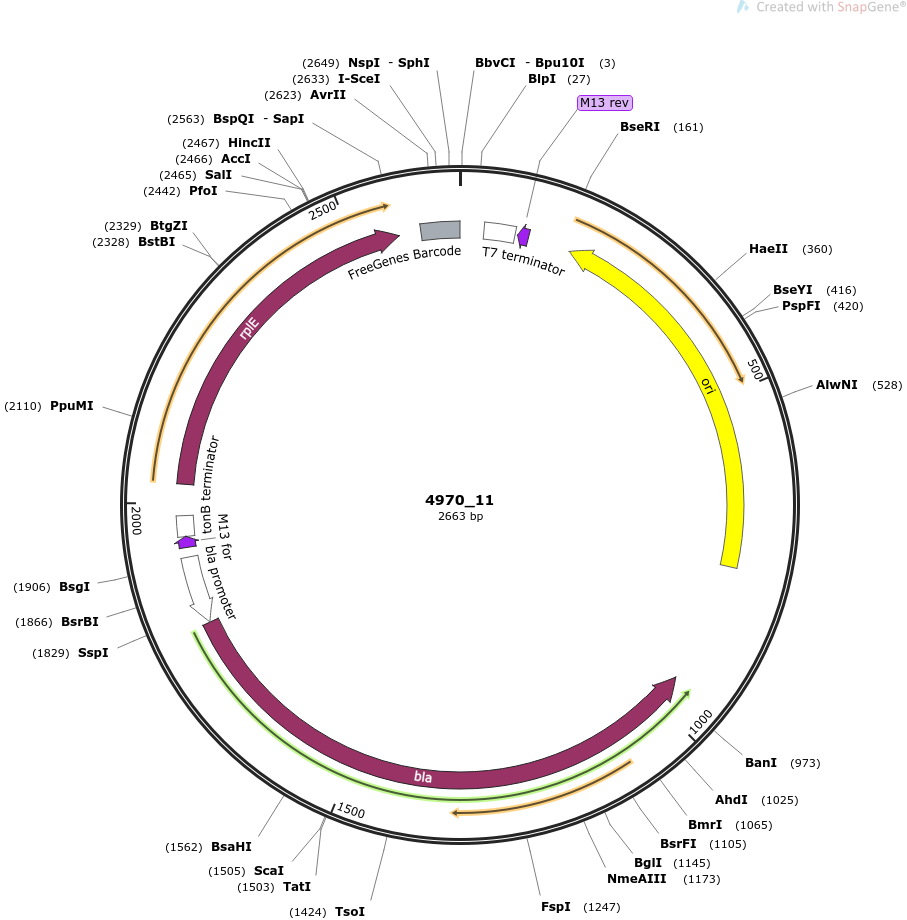 Created with SnapGene®
(2649) NspI - SphI
BbvCI - Bpu10I (3)
(2633) I-SceI
BlpI (27)
(2623) AvrII
M13 rev
(2563) BspQI - SapI
BseRI (161)
(2467) HincII
(2466) AccI
(2465) SalI
(2442) PfoI
2500
(2329) BtgZI
(2328) BstBI
FreeGenes Barcode
T7 terminator
HaeII (360)
BseYI (416)
PspFI (420)
rplE
500
ori
AlwNI (528)
(2110) PpuMI
tonB terminator
4970_11
2663 bp
2000
M13 for
bla promoter
(1906) BsgI
(1866) BsrBI
(1829) SspI
1000
BanI (973)
bla
AhdI (1025)
1500
BmrI (1065)
BsrFI (1105)
(1562) BsaHI
BglI (1145)
(1505) ScaI
NmeAIII (1173)
(1503) TatI
FspI (1247)
(1424) TsoI